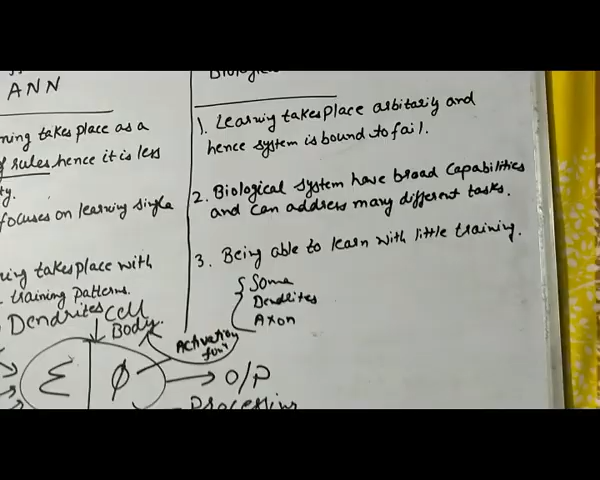 ANN
ning takes place as a
of rules hence it is less
ty.
focuses on learning single
ing takes place with
training patterns.
1. Learning takes place arbitarily and
hence system is bound to fail.
2. Biological system have broad capabilities
and can address many different tasks.
3. Being able to learn with little training.
Soma
Dendrites
Axon
Dendrites Cell
Body
Activation
fun^n
Σ ϕ O/P
Processing